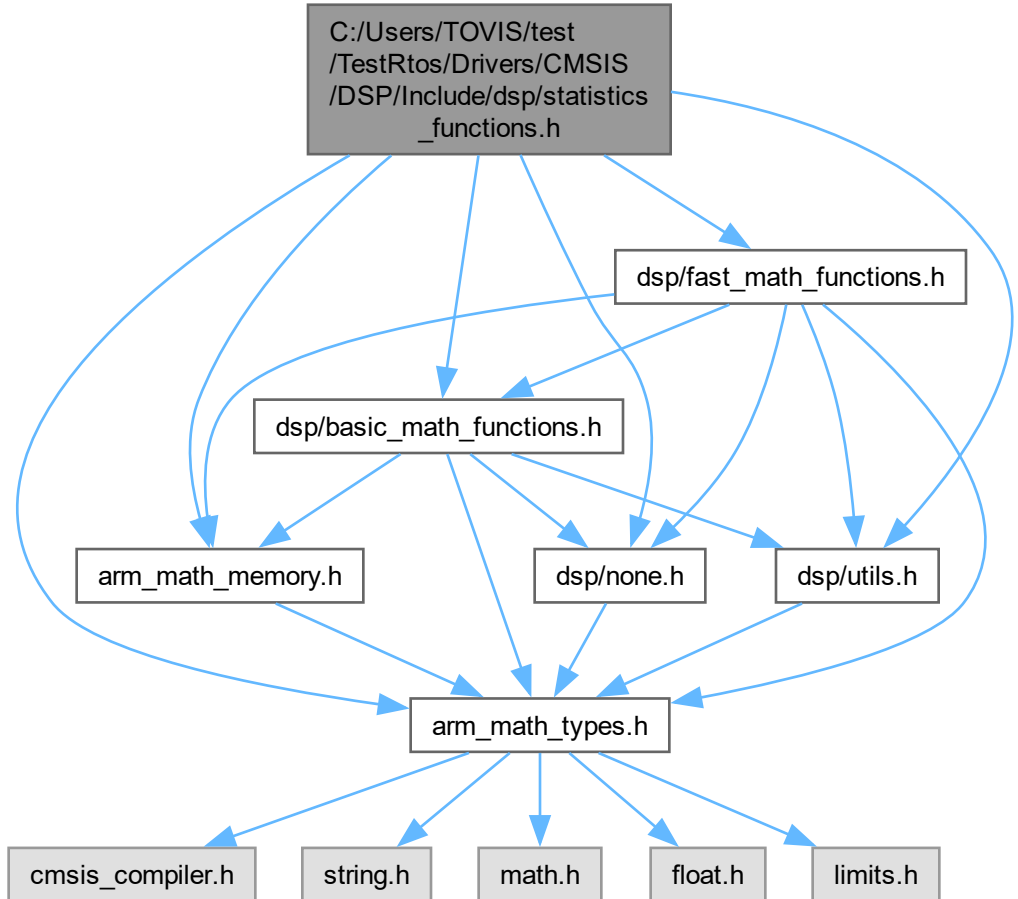 C:/Users/TOVIS/test
/TestRtos/Drivers/CMSIS
/DSP/Include/dsp/statistics
_functions.h
dsp/fast_math_functions.h
dsp/basic_math_functions.h
arm_math_memory.h
dsp/none.h
dsp/utils.h
arm_math_types.h
cmsis_compiler.h
string.h
math.h
float.h
limits.h